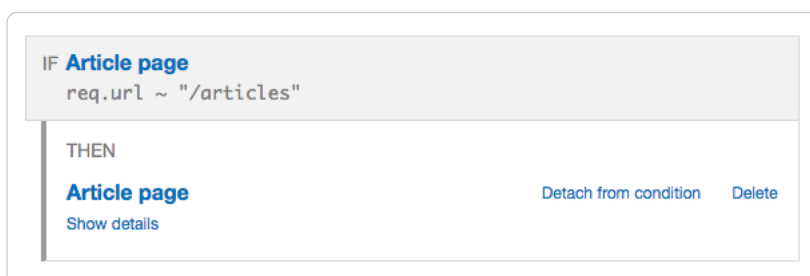 IF Article page
req.url ~ "/articles"
THEN
Article page Detach from condition Delete
Show details